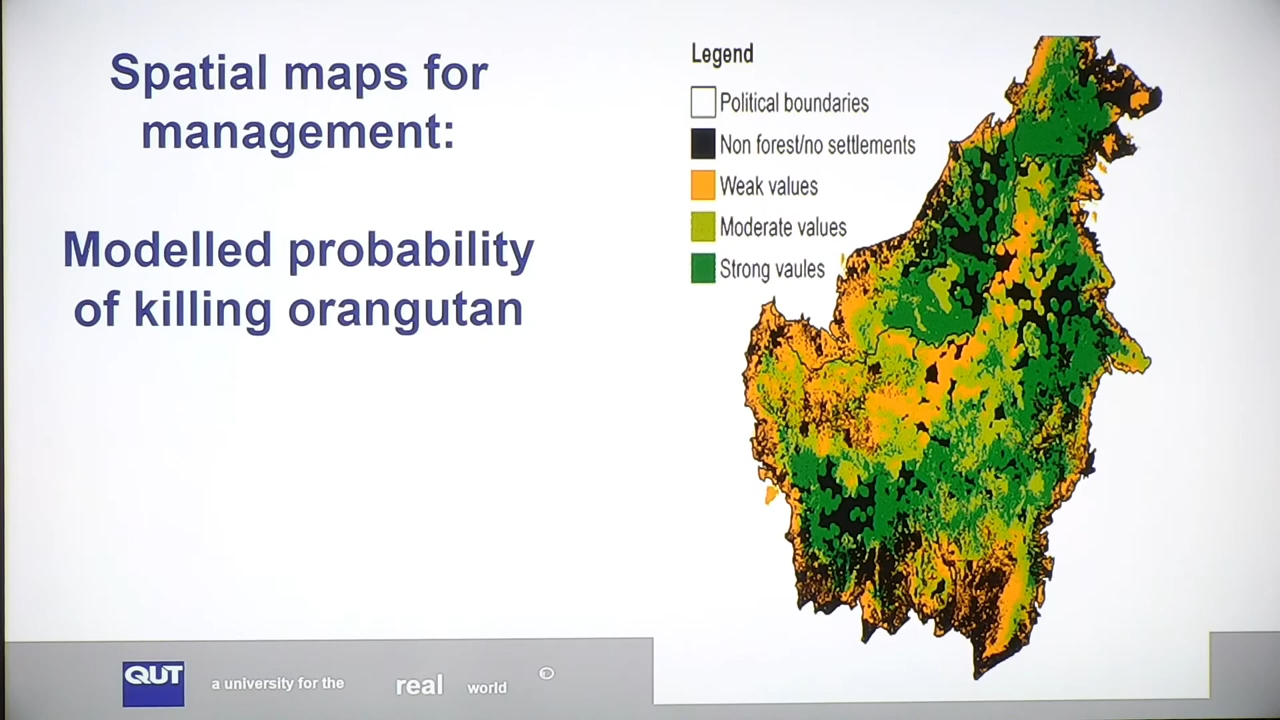 Spatial maps for
management:
Modelled probability
of killing orangutan
Legend
Political boundaries
Non forest/no settlements
Weak values
Moderate values
Strong vaules
QUT
a university for the real world